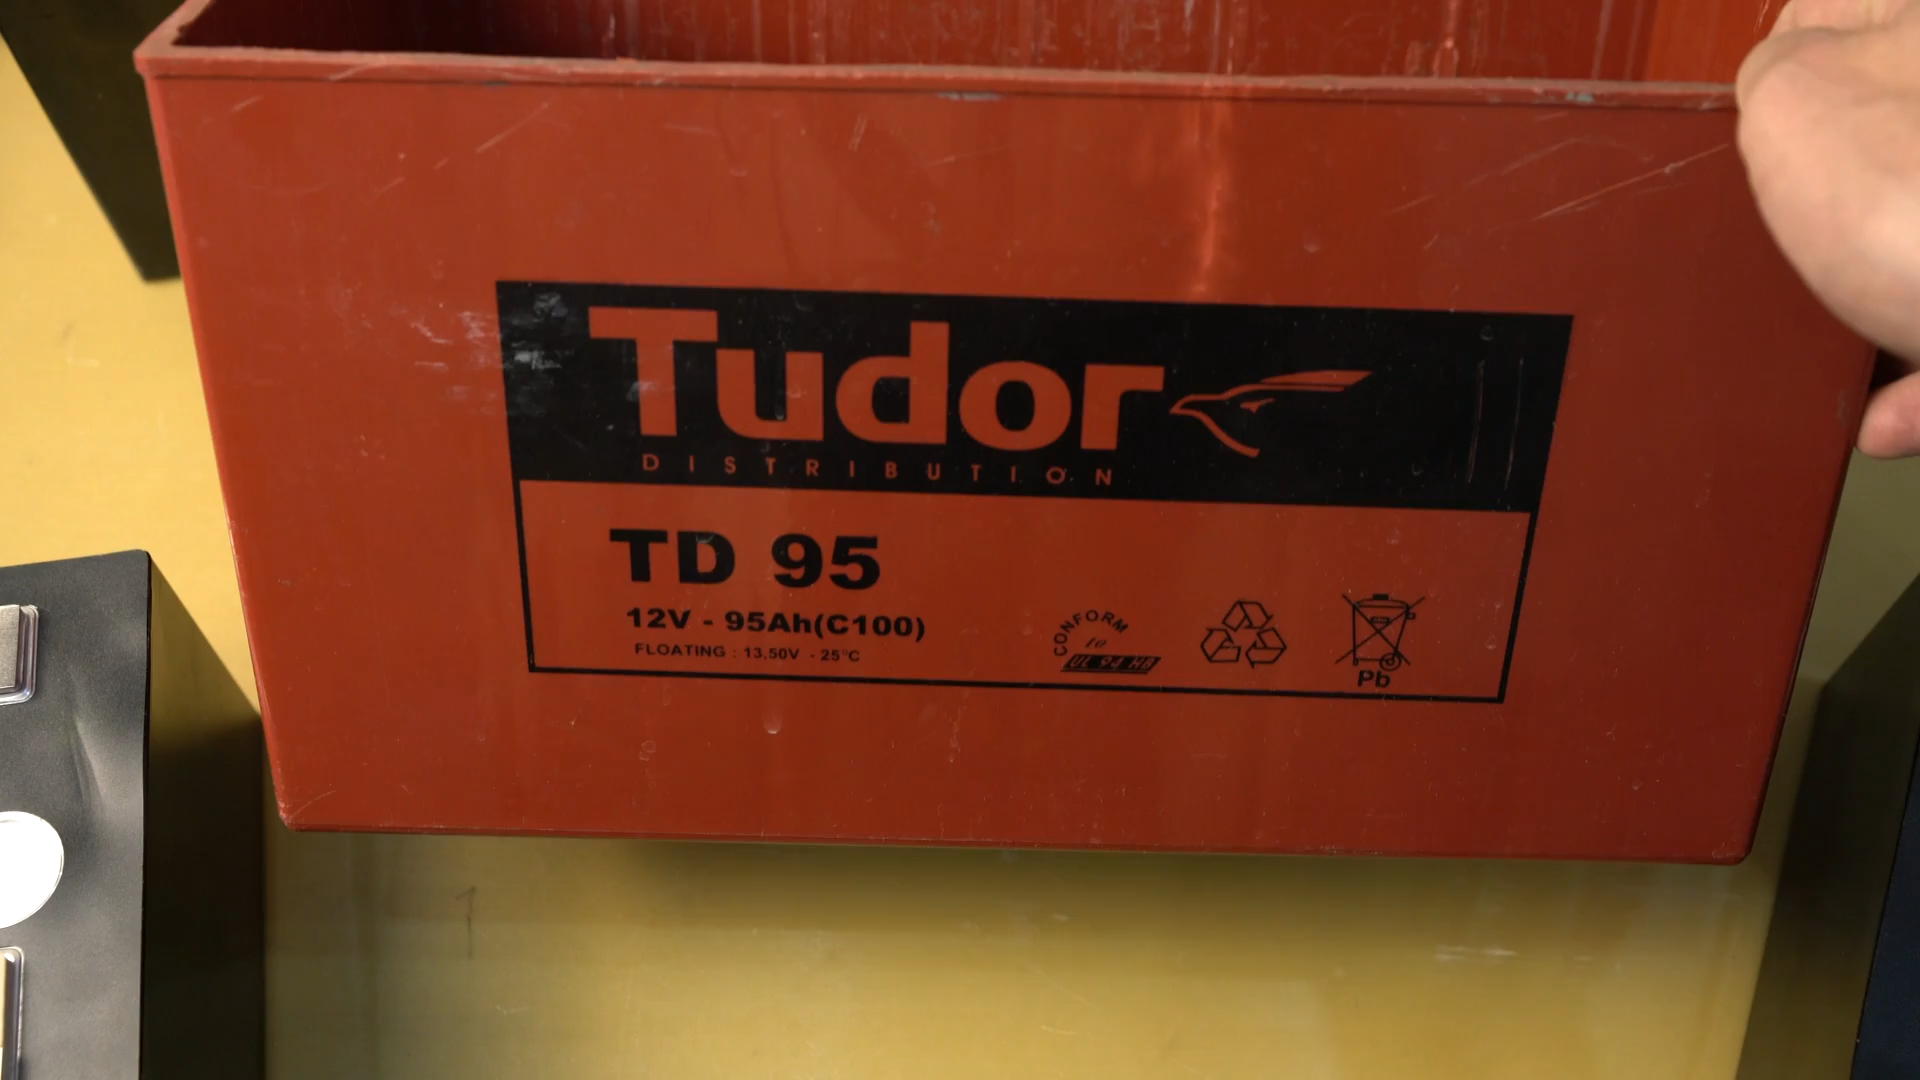 Tudor
DISTRIBUTION
TD 95
12V - 95Ah(C100)
FLOATING : 13,50V - 25°C
CONFORM
to
UL 94 HB
Pb